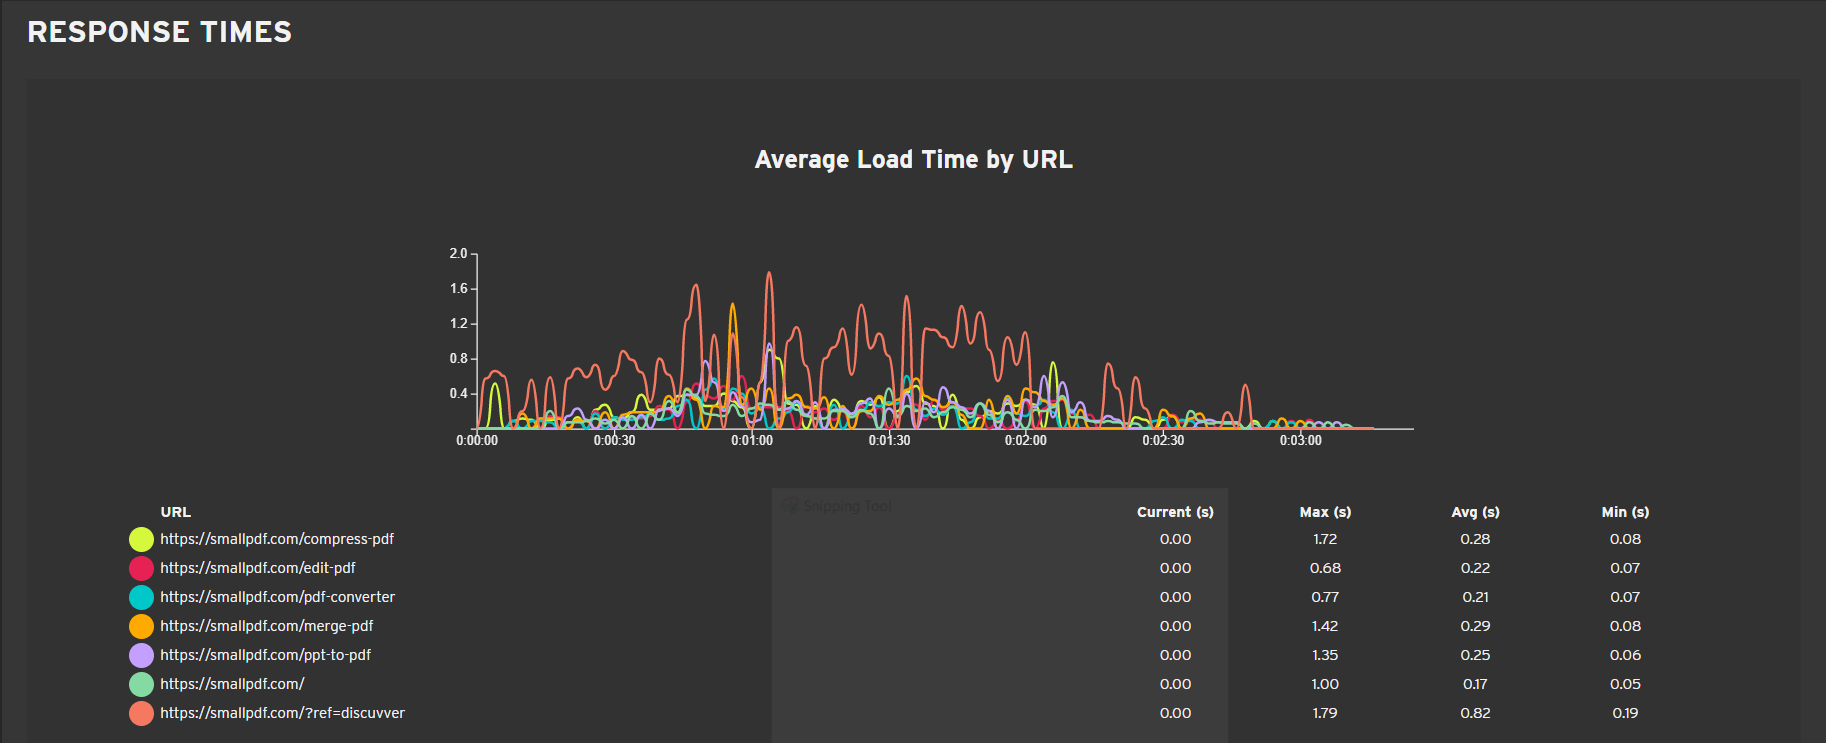 RESPONSE TIMES
Average Load Time by URL
2.0
1.6
1.2
0.8
0.4
0:00:00 0:00:30 0:01:00 0:01:30 0:02:00 0:02:30 0:03:00
Snipping Tool
URL Current (s) Max (s) Avg (s) Min (s)
https://smallpdf.com/compress-pdf 0.00 1.72 0.28 0.08
https://smallpdf.com/edit-pdf 0.00 0.68 0.22 0.07
https://smallpdf.com/pdf-converter 0.00 0.77 0.21 0.07
https://smallpdf.com/merge-pdf 0.00 1.42 0.29 0.08
https://smallpdf.com/ppt-to-pdf 0.00 1.35 0.25 0.06
https://smallpdf.com/ 0.00 1.00 0.17 0.05
https://smallpdf.com/?ref=discuvver 0.00 1.79 0.82 0.19